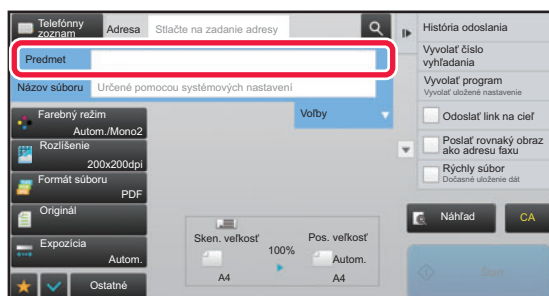 Telefónny zoznam
Adresa
Stlačte na zadanie adresy
Predmet
Názov súboru
Určené pomocou systémových nastavení
Farebný režim
Autom./Mono2
Rozlíšenie
200x200dpi
Formát súboru
PDF
Originál
Expozícia
Autom.
Ostatné
Voľby
Sken. veľkosť
A4
100%
Pos. veľkosť
Autom.
A4
História odoslania
Vyvolať číslo
vyhľadania
Vyvolať program
Vyvolať uložené nastavenie
Odoslať link na cieľ
Poslať rovnaký obraz
ako adresu faxu
Rýchly súbor
Dočasné uloženie dát
Náhľad
CA
Štart